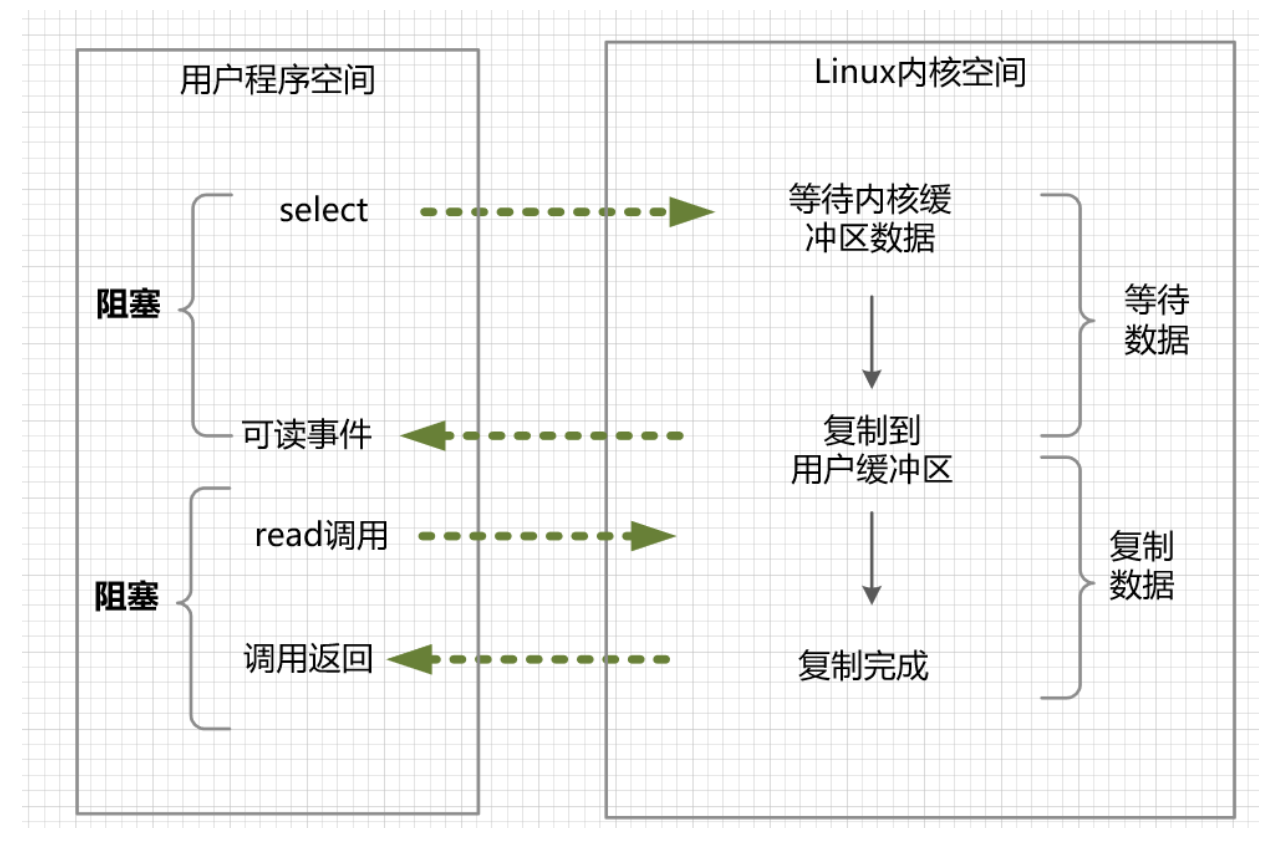 用户程序空间
Linux内核空间
select
等待内核缓
冲区数据
阻塞
等待
数据
可读事件
复制到
用户缓冲区
read调用
复制
数据
阻塞
调用返回
复制完成